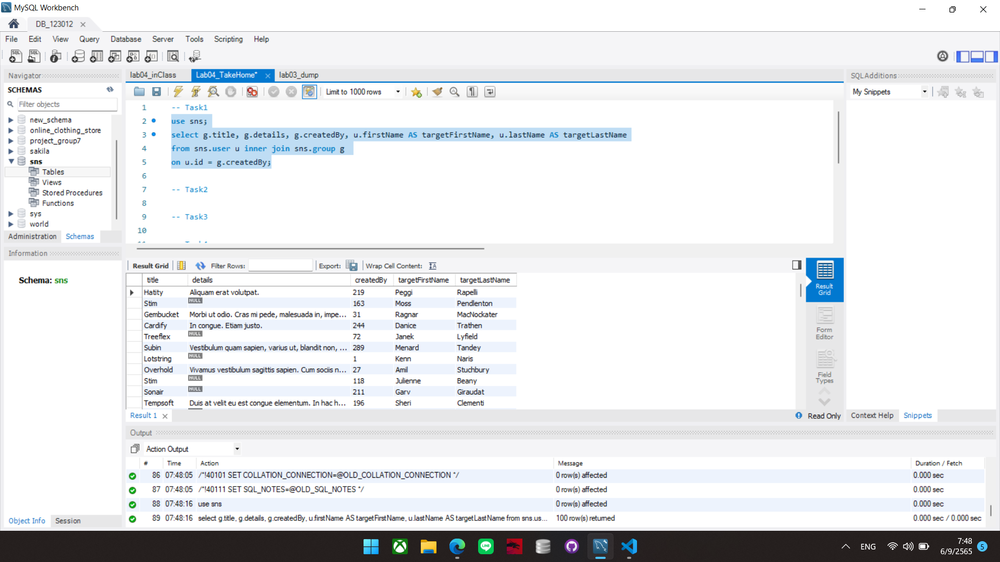 MySQL Workbench
DB_123012
File Edit View Query Database Server Tools Scripting Help
Navigator
SCHEMAS
Filter objects
new_schema
online_clothing_store
project_group7
sakila
sns
Tables
Views
Stored Procedures
Functions
sys
world
Administration Schemas
Information
Schema: sns
Object Info Session
lab04_inClass Lab04_TakeHome* lab03_dump
Limit to 1000 rows
1 -- Task1
2 use sns;
3 select g.title, g.details, g.createdBy, u.firstName AS targetFirstName, u.lastName AS targetLastName
4 from sns.user u inner join sns.group g
5 on u.id = g.createdBy;
6
7 -- Task2
8
9 -- Task3
10
Result Grid Filter Rows: Export: Wrap Cell Content:
title details createdBy targetFirstName targetLastName
Hatity Aliquam erat volutpat. 219 Peggi Rapelli
Stim NULL 163 Moss Pendlenton
Gembucket Morbi ut odio. Cras mi pede, malesuada in, impe... 31 Ragnar MacNockater
Cardify In congue. Etiam justo. 244 Danice Trathen
Treeflex NULL 72 Janek Lyfield
Subin Vestibulum quam sapien, varius ut, blandit non, ... 289 Menard Tandey
Lotstring NULL 1 Kenn Naris
Overhold Vivamus vestibulum sagittis sapien. Cum sociis n... 27 Amil Stuchbury
Stim NULL 118 Julienne Beany
Sonair NULL 211 Garv Giraudat
Tempsoft Duis at velit eu est congue elementum. In hac h... 196 Sheri Clementi
Result 1
Result Grid
Form Editor
Field Types
Read Only
SQLAdditions
My Snippets
Context Help Snippets
Output
Action Output
# Time Action Message Duration / Fetch
86 07:48:05 /*!40101 SET COLLATION_CONNECTION=@OLD_COLLATION_CONNECTION */ 0 row(s) affected 0.000 sec
87 07:48:05 /*!40111 SET SQL_NOTES=@OLD_SQL_NOTES */ 0 row(s) affected 0.000 sec
88 07:48:16 use sns 0 row(s) affected 0.000 sec
89 07:48:16 select g.title, g.details, g.createdBy, u.firstName AS targetFirstName, u.lastName AS targetLastName from sns.us... 100 row(s) returned 0.000 sec / 0.000 sec
LINE
ENG
7:48
6/9/2565
5